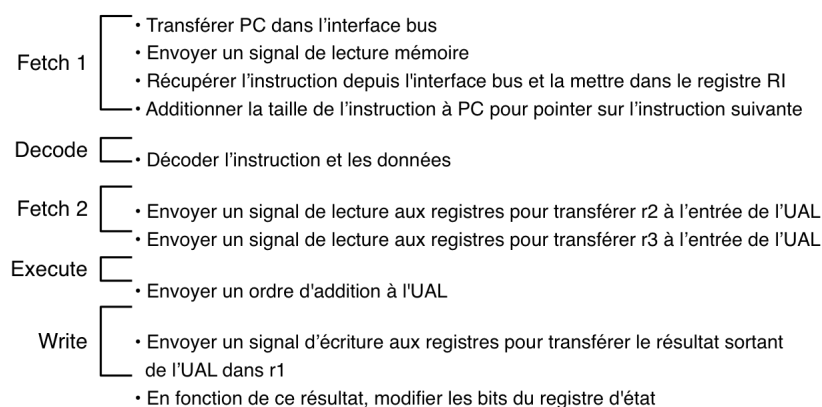 • Transférer PC dans l'interface bus
• Envoyer un signal de lecture mémoire
Fetch 1
• Récupérer l'instruction depuis l'interface bus et la mettre dans le registre RI
• Additionner la taille de l'instruction à PC pour pointer sur l'instruction suivante
Decode
• Décoder l'instruction et les données
Fetch 2
• Envoyer un signal de lecture aux registres pour transférer r2 à l'entrée de l'UAL
• Envoyer un signal de lecture aux registres pour transférer r3 à l'entrée de l'UAL
Execute
• Envoyer un ordre d'addition à l'UAL
Write
• Envoyer un signal d'écriture aux registres pour transférer le résultat sortant
de l'UAL dans r1
• En fonction de ce résultat, modifier les bits du registre d'état